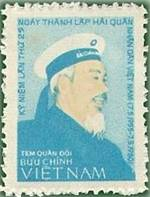 KỶ NIỆM LẦN THỨ 25
NGÀY THÀNH LẬP HẢI QUÂN
NHÂN DÂN VIỆT NAM (7.5.1955-7.5.1980)
TEM QUÂN ĐỘI
BƯU CHÍNH
VIỆT NAM